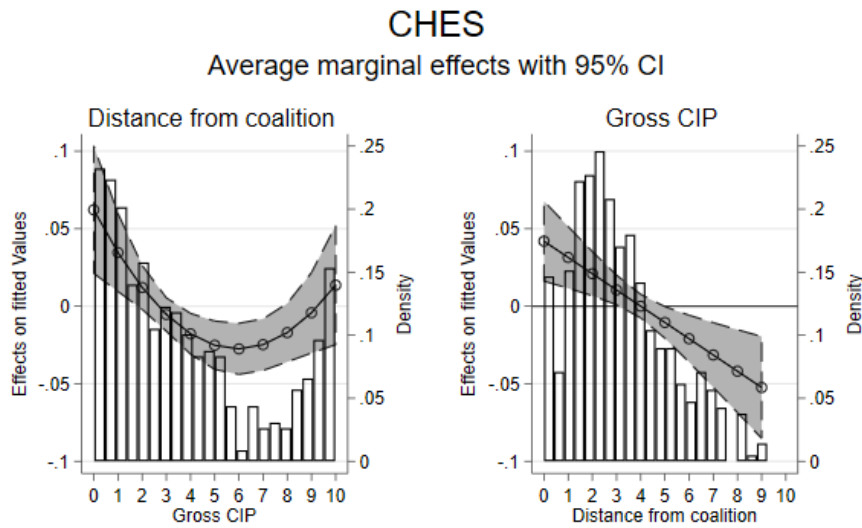 CHES
Average marginal effects with 95% CI
Distance from coalition
Effects on fitted Values
.1
.05
0
-.05
-.1
.25
.2
.15
.1
.05
0
Density
0 1 2 3 4 5 6 7 8 9 10
Gross CIP
Gross CIP
Effects on fitted Values
.1
.05
0
-.05
-.1
.25
.2
.15
.1
.05
0
Density
0 1 2 3 4 5 6 7 8 9 10
Distance from coalition